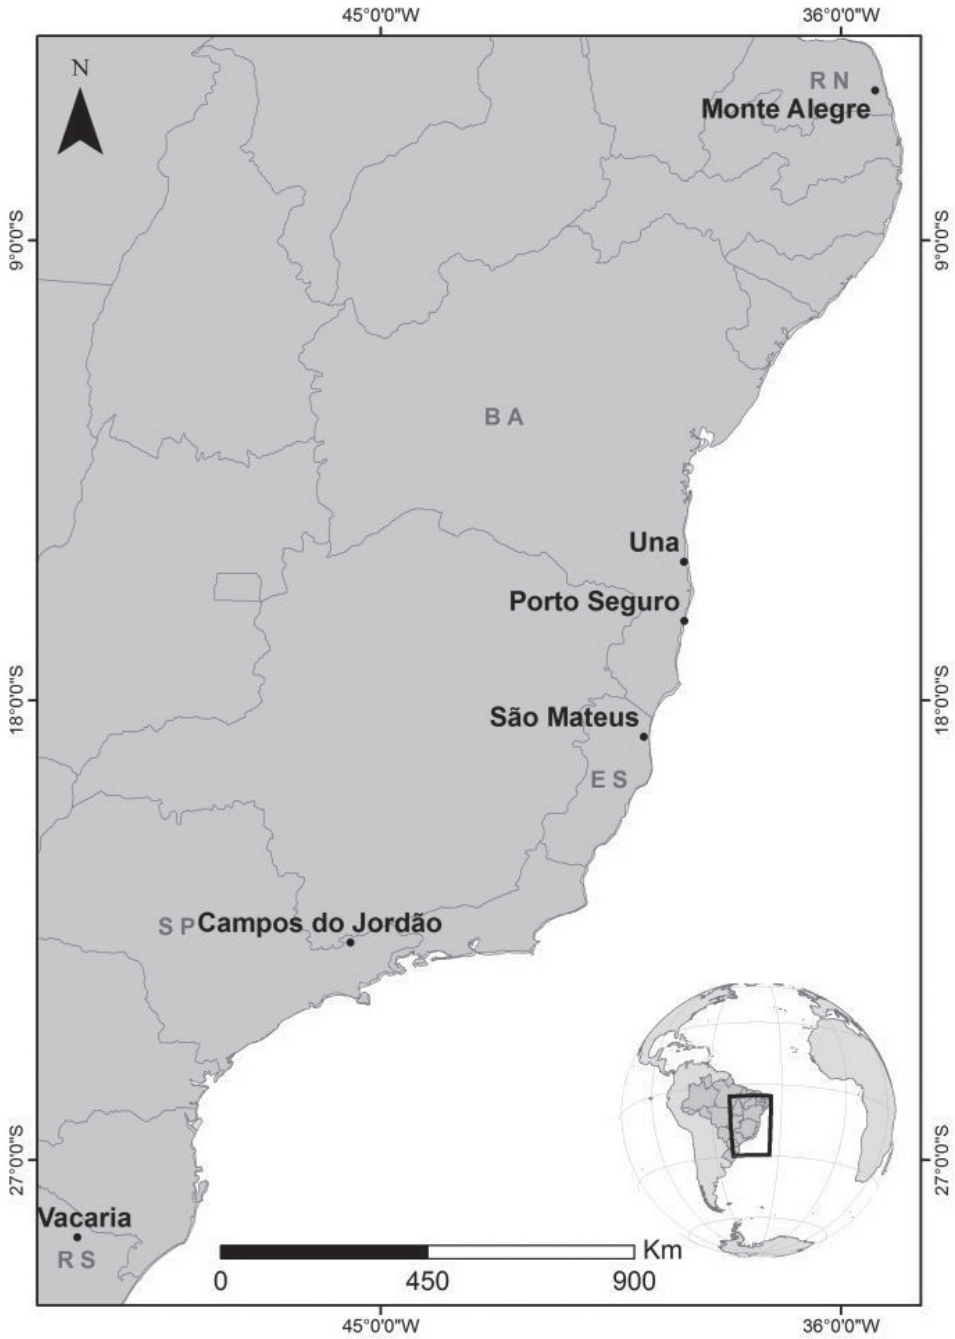 45°0'0"W
36°0'0"W
N
R N
Monte Alegre
9°0'0"S
9°0'0"S
B A
Una
Porto Seguro
18°0'0"S
18°0'0"S
São Mateus
E S
S P
Campos do Jordão
27°0'0"S
27°0'0"S
Vacaria
R S
Km
0
450
900
45°0'0"W
36°0'0"W